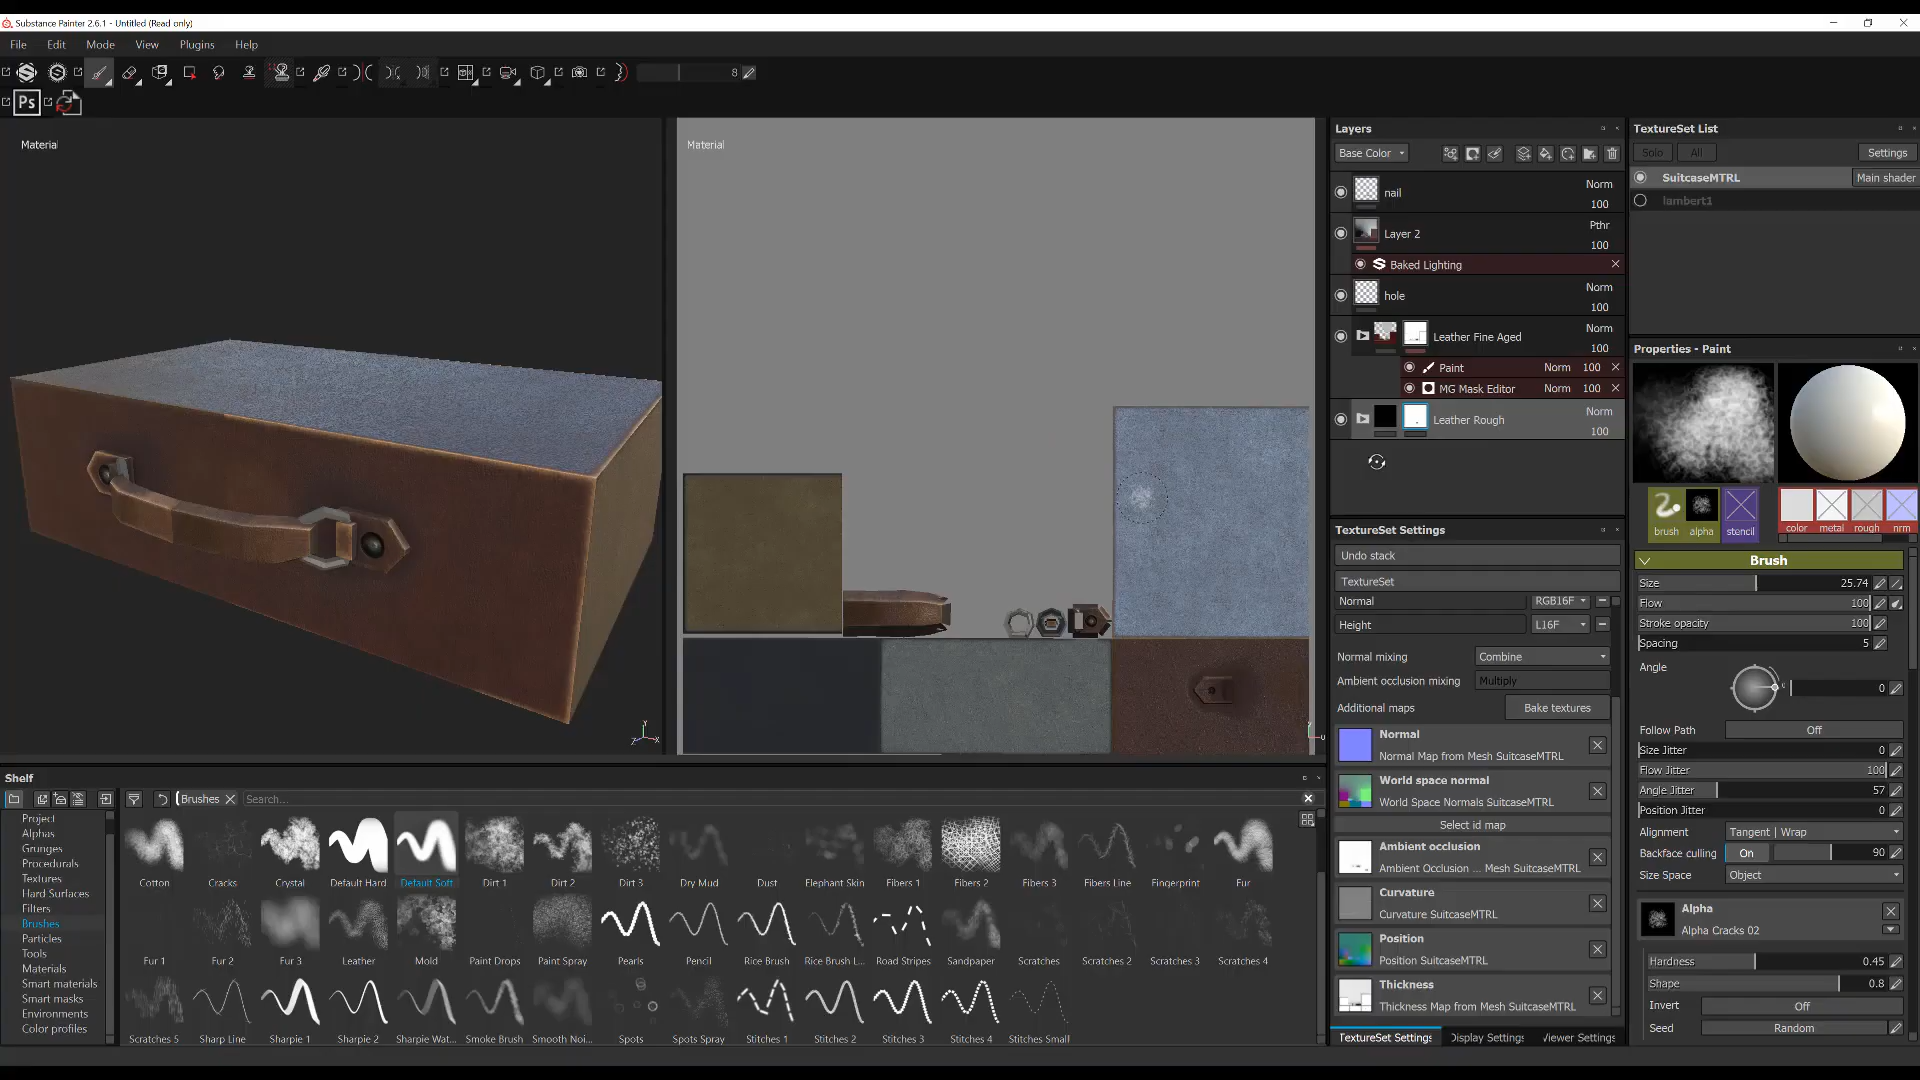 Substance Painter 2.6.1 - Untitled (Read only)
File Edit Mode View Plugins Help
8
Ps
Material
Material
Layers
Base Color
nail Norm 100
Layer 2 Pthr 100
Baked Lighting
hole Norm 100
Leather Fine Aged Norm 100
Paint Norm 100
MG Mask Editor Norm 100
Leather Rough Norm 100
TextureSet List
Solo All Settings
SuitcaseMTRL Main shader
lambert1
TextureSet Settings
Undo stack
TextureSet
Normal RGB16F
Height L16F
Normal mixing Combine
Ambient occlusion mixing Multiply
Additional maps Bake textures
Normal
Normal Map from Mesh SuitcaseMTRL
World space normal
World Space Normals SuitcaseMTRL
Select id map
Ambient occlusion
Ambient Occlusion ... Mesh SuitcaseMTRL
Curvature
Curvature SuitcaseMTRL
Position
Position SuitcaseMTRL
Thickness
Thickness Map from Mesh SuitcaseMTRL
TextureSet Settings Display Settings Viewer Settings
Properties - Paint
brush alpha stencil color metal rough nrm
Brush
Size 25.74
Flow 100
Stroke opacity 100
Spacing 5
Angle 0
Follow Path Off
Size Jitter 0
Flow Jitter 100
Angle Jitter 57
Position Jitter 0
Alignment Tangent | Wrap
Backface culling On 90
Size Space Object
Alpha
Alpha Cracks 02
Hardness 0.45
Shape 0.8
Invert Off
Seed Random
Shelf
Brushes Search...
Project
Alphas
Grunges
Procedurals
Textures
Hard Surfaces
Filters
Brushes
Particles
Tools
Materials
Smart materials
Smart masks
Environments
Color profiles
Cotton Cracks Crystal Default Hard Default Soft Dirt 1 Dirt 2 Dirt 3 Dry Mud Dust Elephant Skin Fibers 1 Fibers 2 Fibers 3 Fibers Line Fingerprint Fur
Fur 1 Fur 2 Fur 3 Leather Mold Paint Drops Paint Spray Pearls Pencil Rice Brush Rice Brush L... Road Stripes Sandpaper Scratches Scratches 2 Scratches 3 Scratches 4
Scratches 5 Sharp Line Sharpie 1 Sharpie 2 Sharpie Wat... Smoke Brush Smooth Noi... Spots Spots Spray Stitches 1 Stitches 2 Stitches 3 Stitches 4 Stitches Small